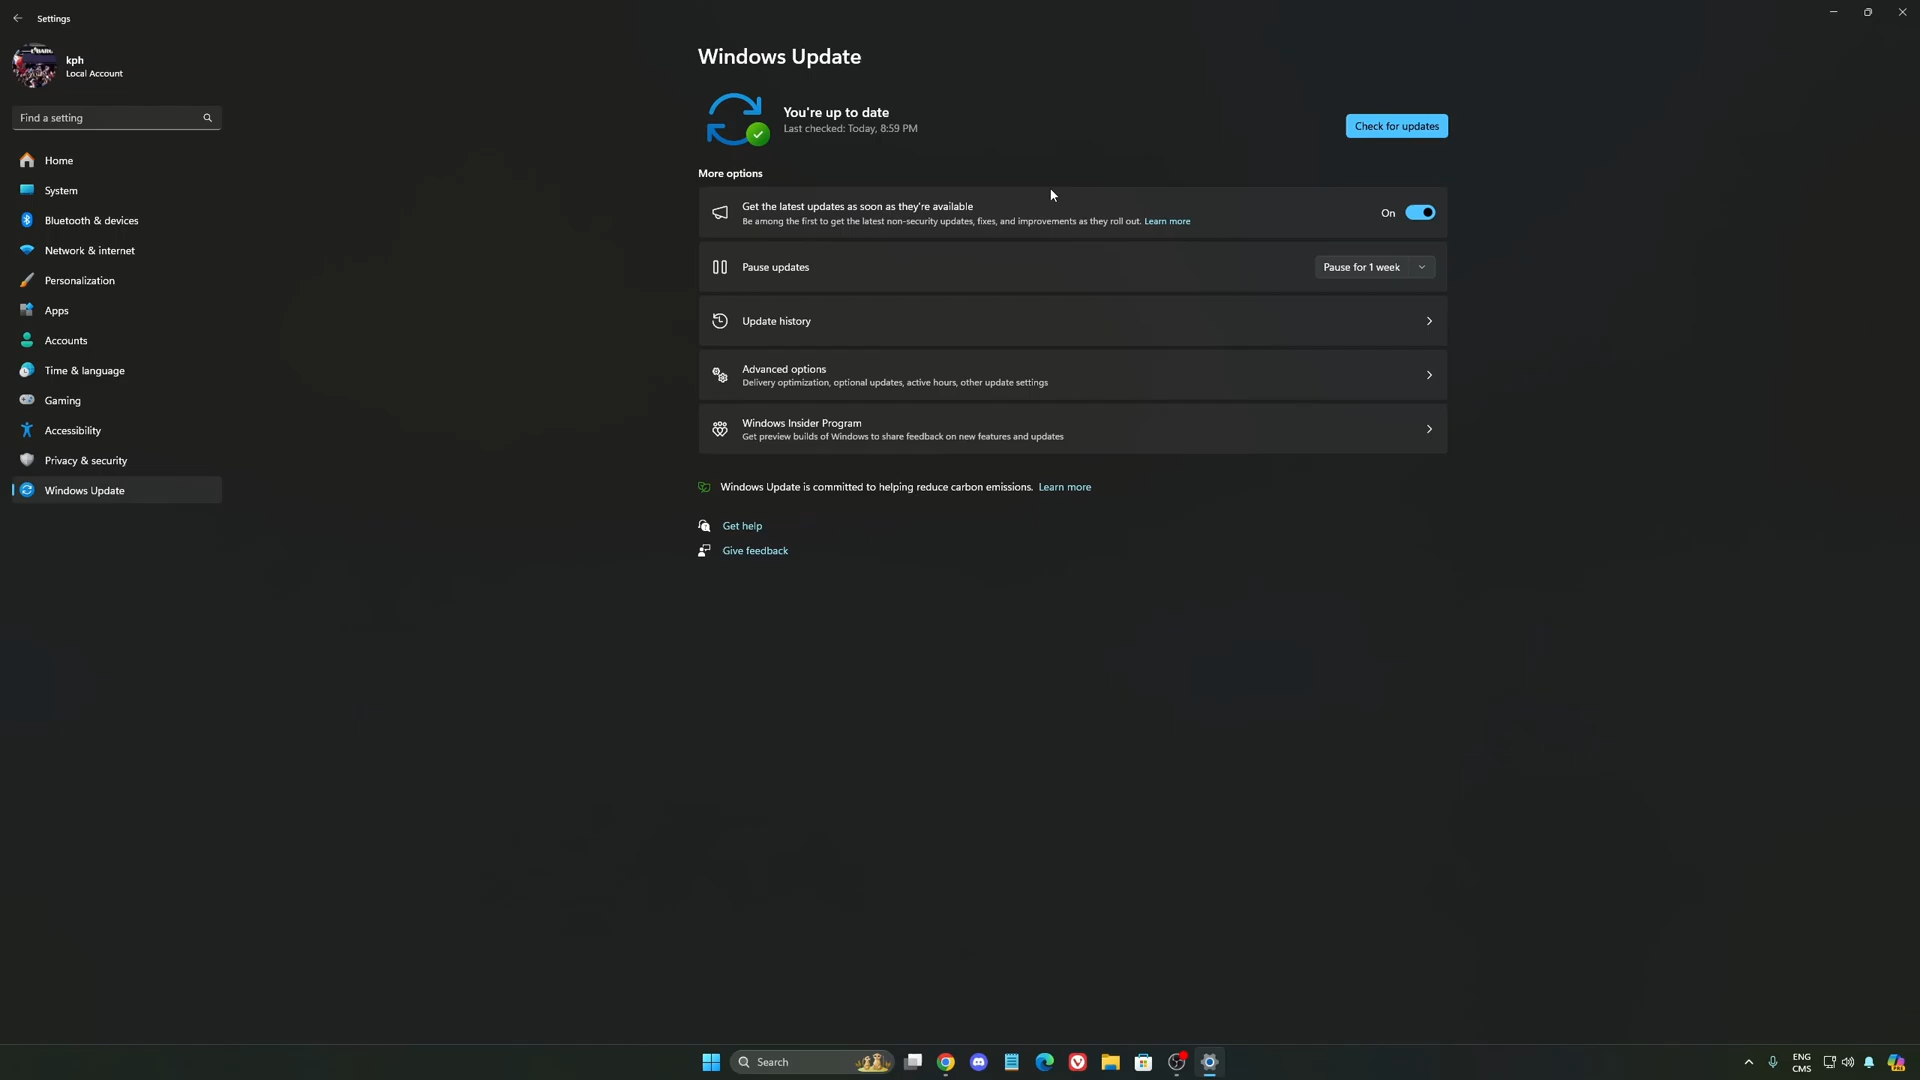 Settings
kph
Local Account
Find a setting
Home
System
Bluetooth & devices
Network & internet
Personalization
Apps
Accounts
Time & language
Gaming
Accessibility
Privacy & security
Windows Update
Windows Update
You're up to date
Last checked: Today, 8:59 PM
Check for updates
More options
Get the latest updates as soon as they're available
Be among the first to get the latest non-security updates, fixes, and improvements as they roll out. Learn more
On
Pause updates
Pause for 1 week
Update history
Advanced options
Delivery optimization, optional updates, active hours, other update settings
Windows Insider Program
Get preview builds of Windows to share feedback on new features and updates
Windows Update is committed to helping reduce carbon emissions. Learn more
Get help
Give feedback
Search
ENG
CMS